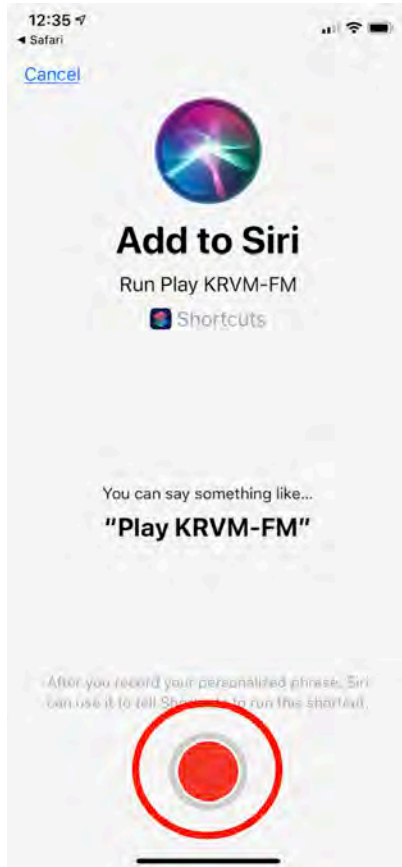 12:35
◀ Safari
Cancel
Add to Siri
Run Play KRVM-FM
Shortcuts
You can say something like...
"Play KRVM-FM"
After you record your personalized phrase, Siri
can use it to tell Shortcuts to run this shortcut.